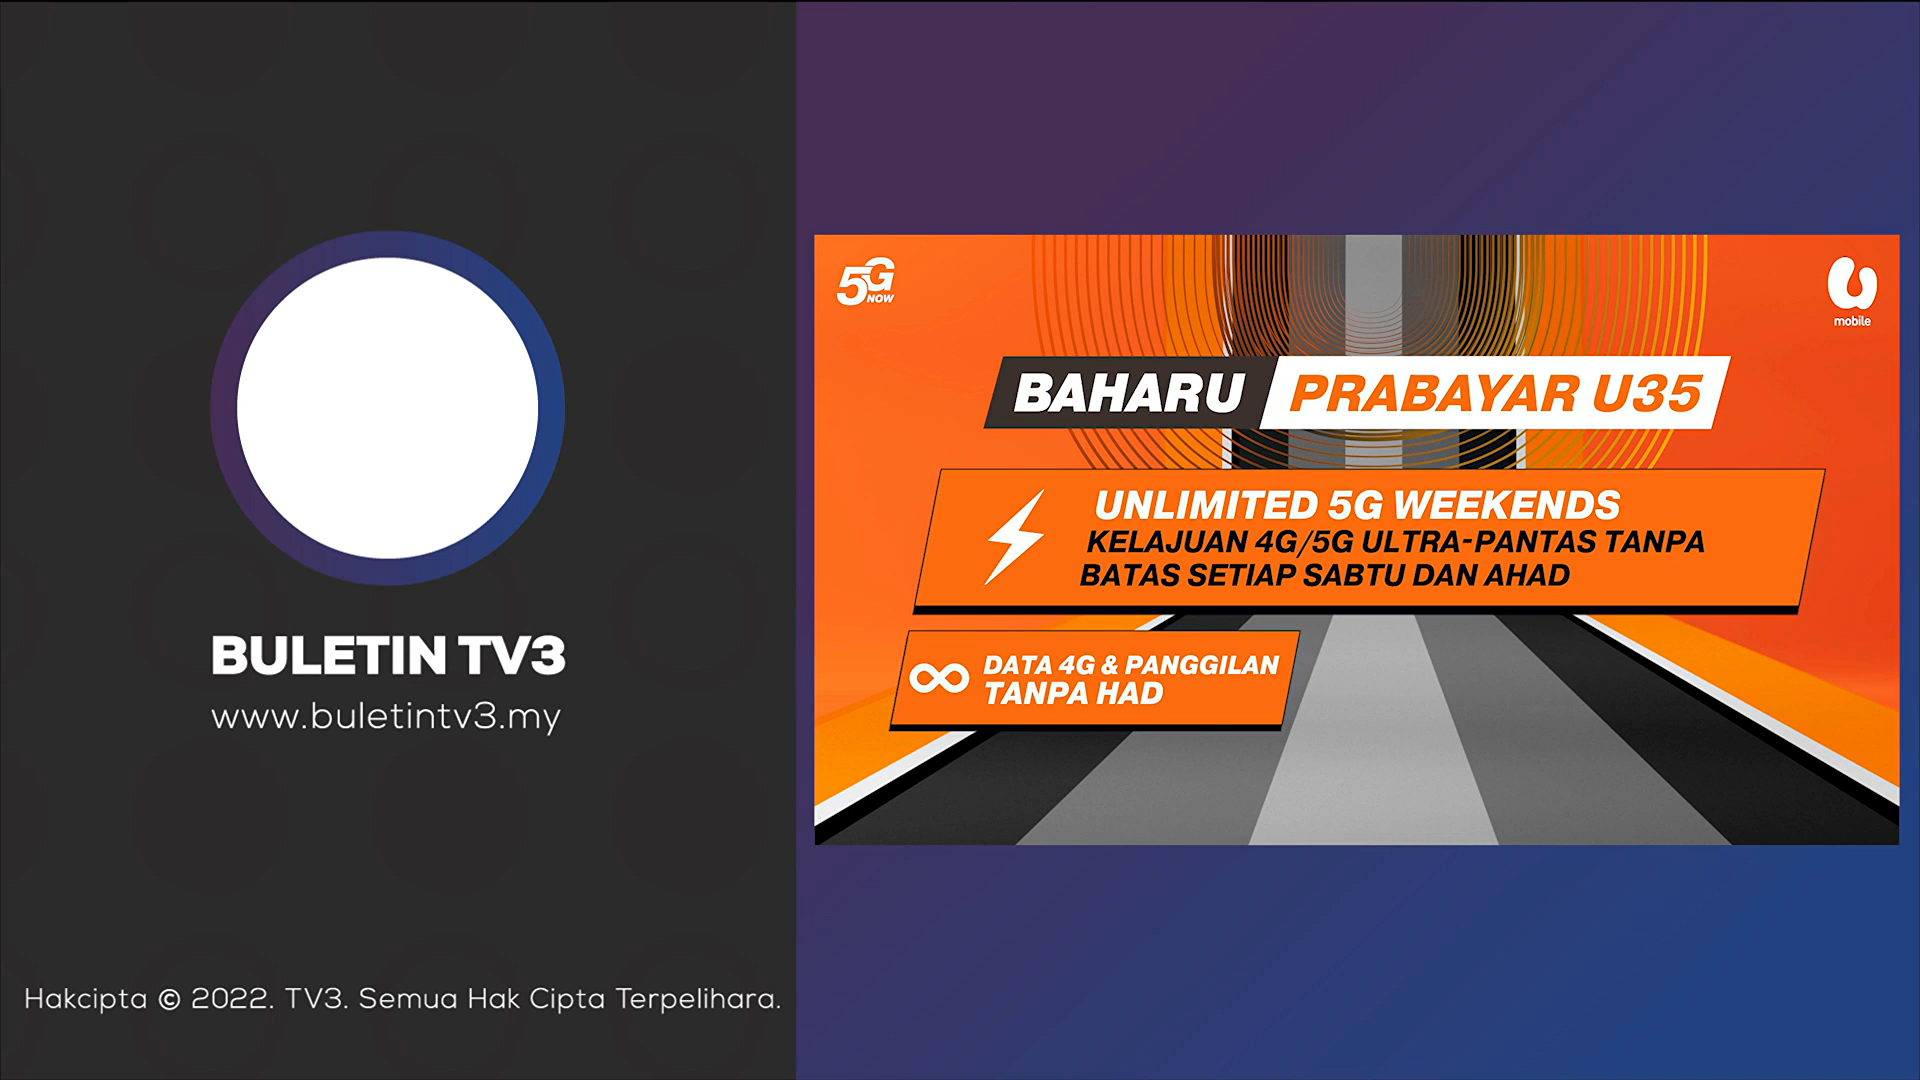 BULETIN TV3
www.buletintv3.my
Hakcipta © 2022. TV3. Semua Hak Cipta Terpelihara.
5G
NOW
mobile
BAHARU PRABAYAR U35
UNLIMITED 5G WEEKENDS
KELAJUAN 4G/5G ULTRA-PANTAS TANPA
BATAS SETIAP SABTU DAN AHAD
DATA 4G & PANGGILAN
TANPA HAD